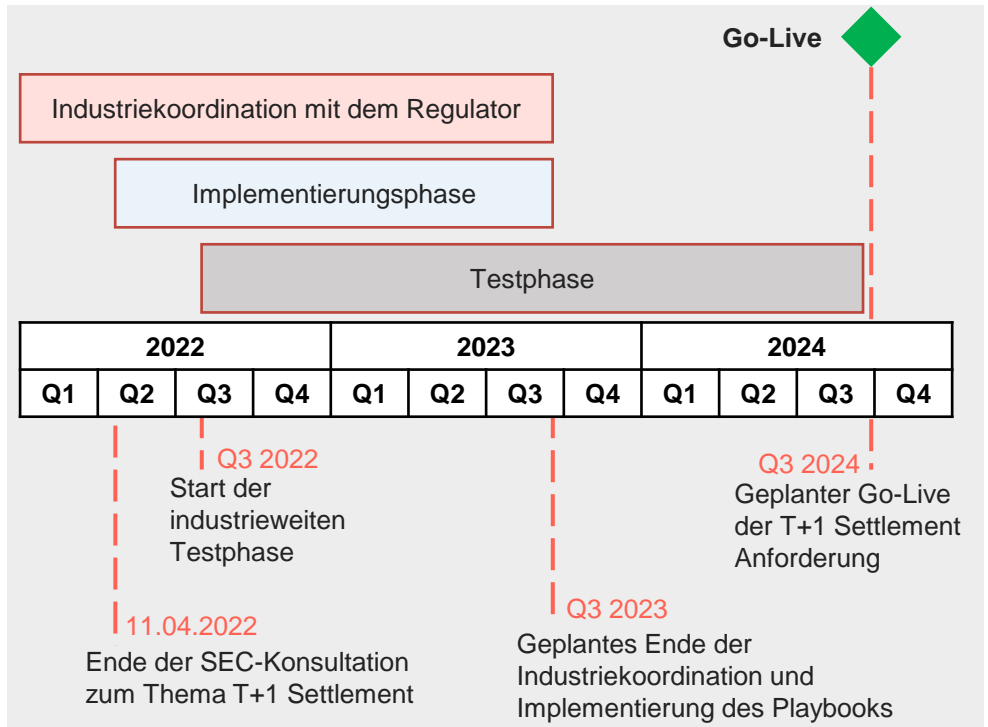 Go-Live
Industriekoordination mit dem Regulator
Implementierungsphase
Testphase
2022 2023 2024
Q1 Q2 Q3 Q4 Q1 Q2 Q3 Q4 Q1 Q2 Q3 Q4
Q3 2022
Start der
industrieweiten
Testphase
Q3 2024
Geplanter Go-Live
der T+1 Settlement
Anforderung
11.04.2022
Ende der SEC-Konsultation
zum Thema T+1 Settlement
Q3 2023
Geplantes Ende der
Industriekoordination und
Implementierung des Playbooks